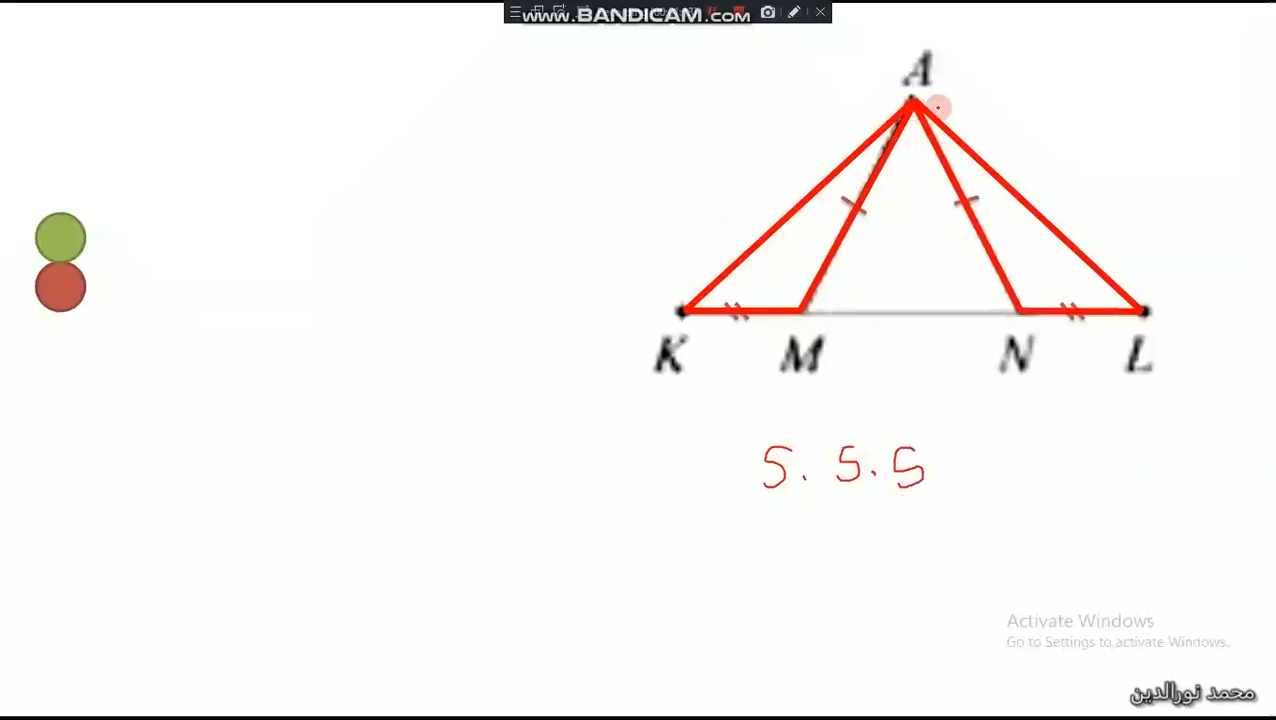 www.BANDICAM.com
A
K M N L
S. S. S
Activate Windows
Go to Settings to activate Windows.
محمد نورالدين